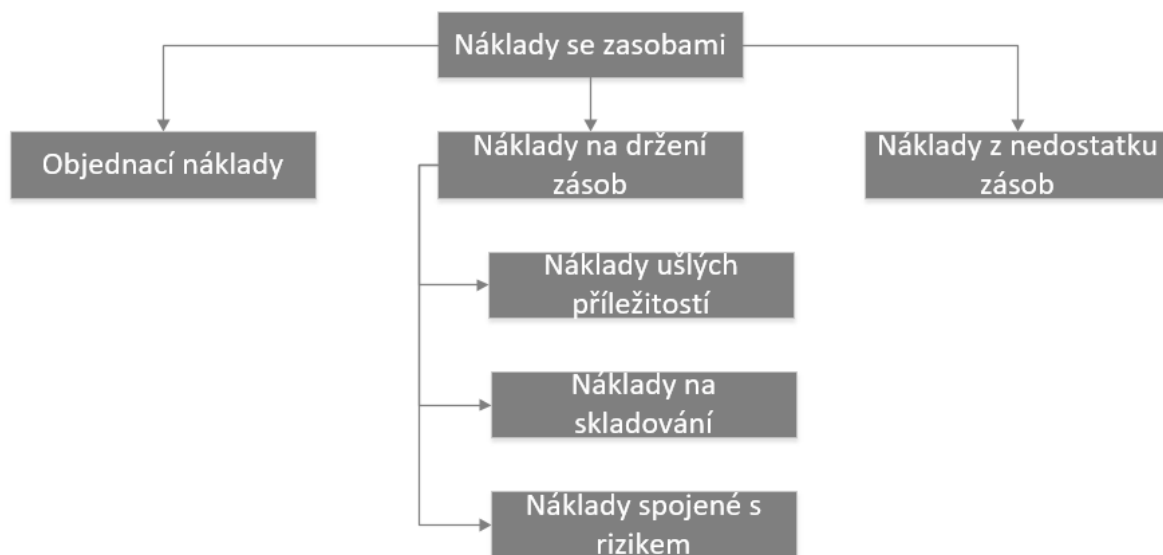 Náklady se zasobami
Objednací náklady
Náklady na držení
zásob
Náklady z nedostatku
zásob
Náklady ušlých
příležitostí
Náklady na
skladování
Náklady spojené s
rizikem